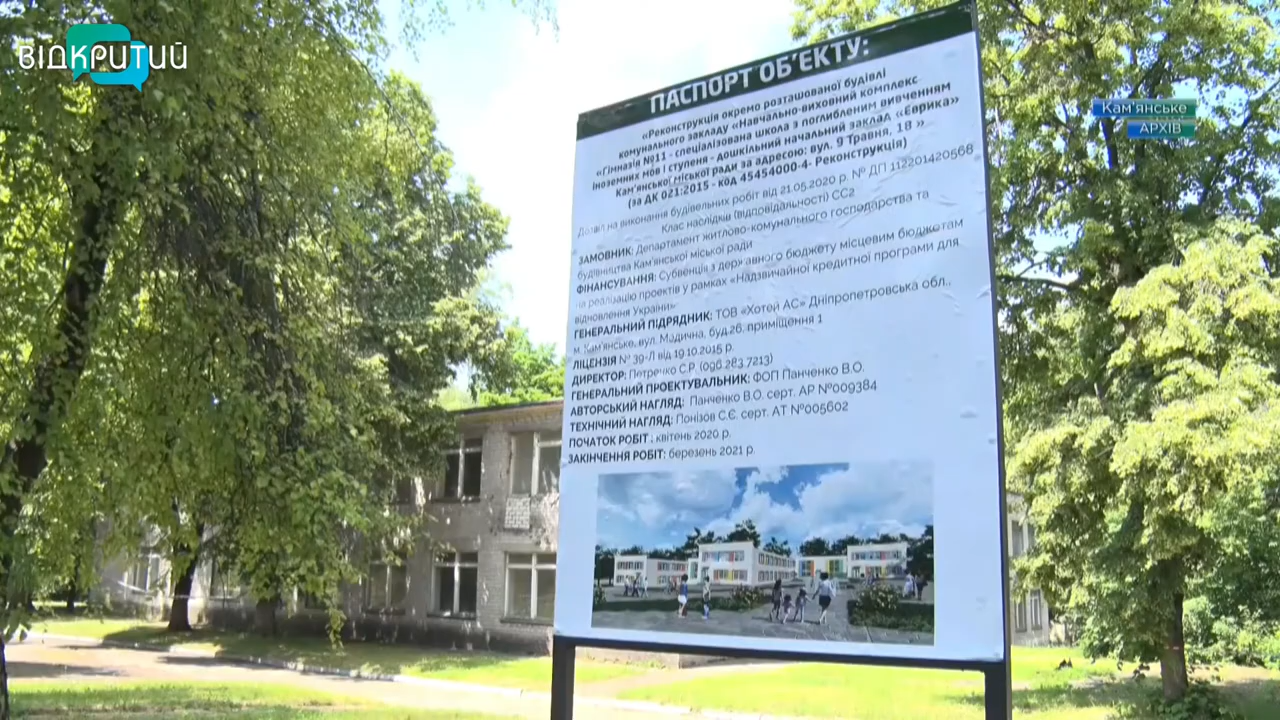 ВІДКРИТИЙ
Кам'янське
АРХІВ
ПАСПОРТ ОБ'ЄКТУ:
«Реконструкція окремо розташованої будівлі
комунального закладу «Навчально-виховний комплекс
«Гімназія №11 - спеціалізована школа з поглибленим вивченням
іноземних мов І ступеня - дошкільний начальний заклад «Еврика»
Кам'янської міської ради за адресою: вул. 9 Травня, 18 »
(за ДК 021:2015 - код 45454000-4- Реконструкція)
Дозвіл на виконання будівельних робіт від 21.05.2020 р. № ДП 112201420568
Клас наслідків (відповідальності) СС2
ЗАМОВНИК: Департамент житлово-комунального господарства та
будівництва Кам'янської міської ради
ФІНАНСУВАННЯ: Субвенція з державного бюджету місцевим бюджетам
на реалізацію проектів у рамках «Надзвичайної кредитної програми для
відновлення України»
ГЕНЕРАЛЬНИЙ ПІДРЯДНИК: ТОВ «Хотей АС» Дніпропетровська обл.,
м. Кам'янське, вул. Медична, буд.26, приміщення 1
ЛІЦЕНЗІЯ № 39-Л від 19.10.2015 р.
ДИРЕКТОР: Петречко С.Р. (096 283 7213)
ГЕНЕРАЛЬНИЙ ПРОЕКТУВАЛЬНИК: ФОП Панченко В.О.
АВТОРСЬКИЙ НАГЛЯД: Панченко В.О. серт. АР №009384
ТЕХНІЧНИЙ НАГЛЯД: Понізов С.Є. серт. АТ №005602
ПОЧАТОК РОБІТ : квітень 2020 р.
ЗАКІНЧЕННЯ РОБІТ: березень 2021 р.